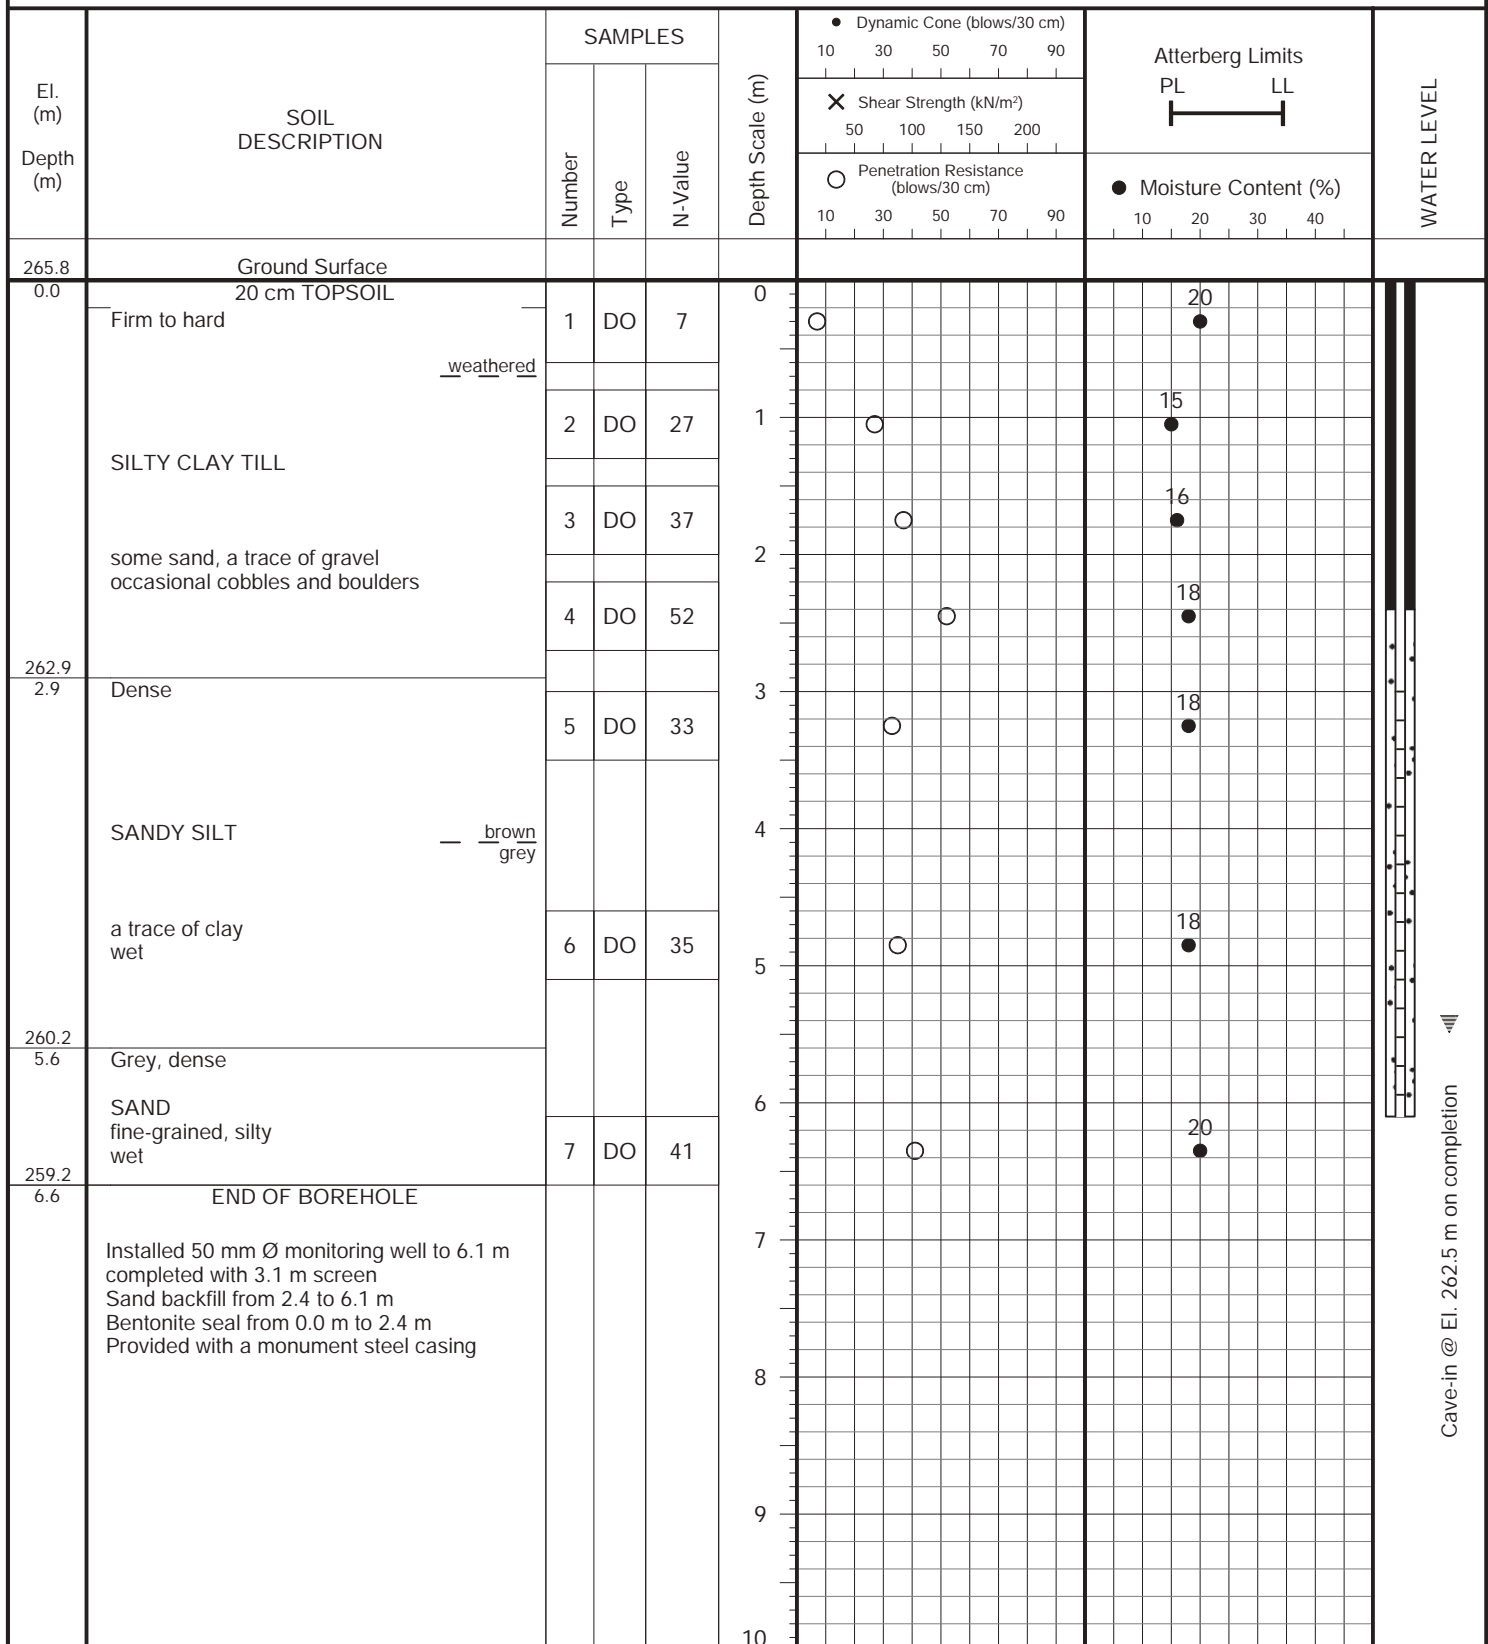 El.
(m)
Depth
(m)
SOIL
DESCRIPTION
SAMPLES
Number
Type
N-Value
Depth Scale (m)
Dynamic Cone (blows/30 cm)
10 30 50 70 90
Shear Strength (kN/m²)
50 100 150 200
Penetration Resistance
(blows/30 cm)
10 30 50 70 90
Atterberg Limits
PL LL
Moisture Content (%)
10 20 30 40
WATER LEVEL
265.8 Ground Surface
0.0 20 cm TOPSOIL 0 20
Firm to hard 1 DO 7
weathered
15
2 DO 27 1
SILTY CLAY TILL
16
3 DO 37
2
some sand, a trace of gravel
occasional cobbles and boulders
18
4 DO 52
262.9
2.9 Dense 3
18
5 DO 33
SANDY SILT brown 4
grey
18
a trace of clay
wet 6 DO 35
5
260.2
5.6 Grey, dense
SAND 6
fine-grained, silty 20
wet 7 DO 41
259.2
6.6 END OF BOREHOLE
7
Installed 50 mm Ø monitoring well to 6.1 m
completed with 3.1 m screen
Sand backfill from 2.4 to 6.1 m
Bentonite seal from 0.0 m to 2.4 m
Provided with a monument steel casing
8
9
10
Cave-in @ El. 262.5 m on completion